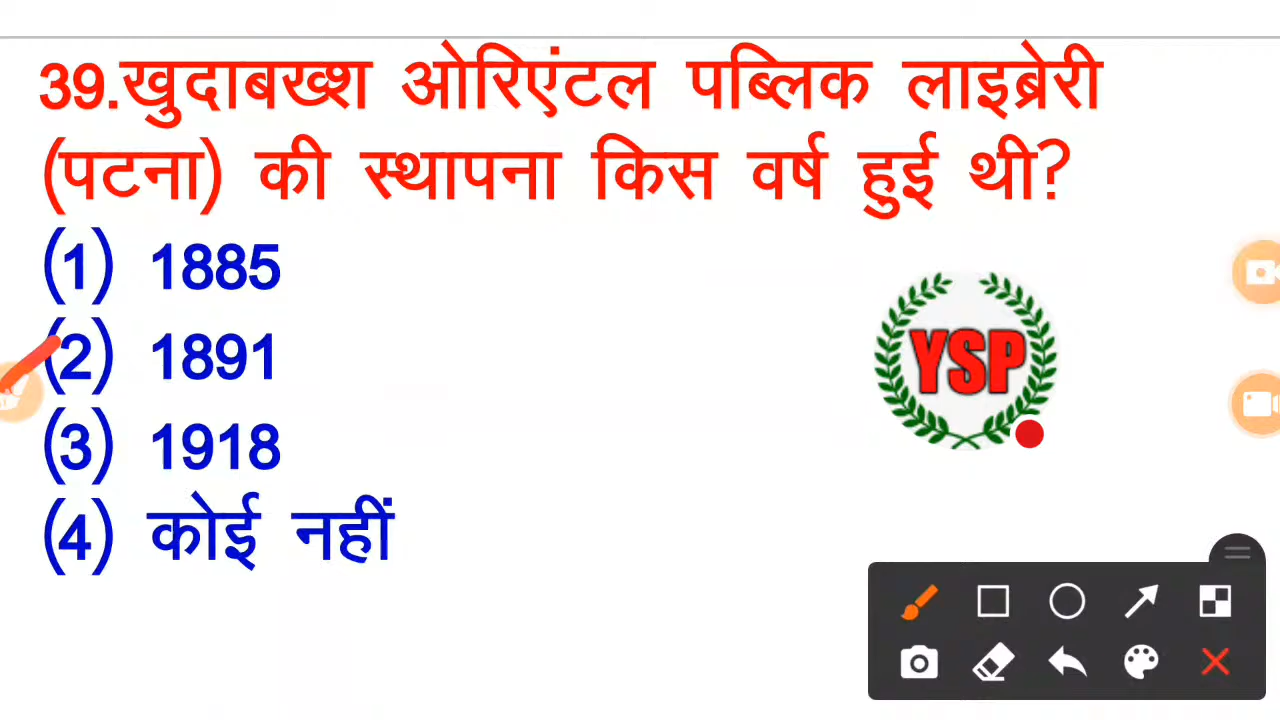 39.खुदाबख्श ओरिएंटल पब्लिक लाइब्रेरी
(पटना) की स्थापना किस वर्ष हुई थी?
(1) 1885
(2) 1891
(3) 1918
(4) कोई नहीं
YSP